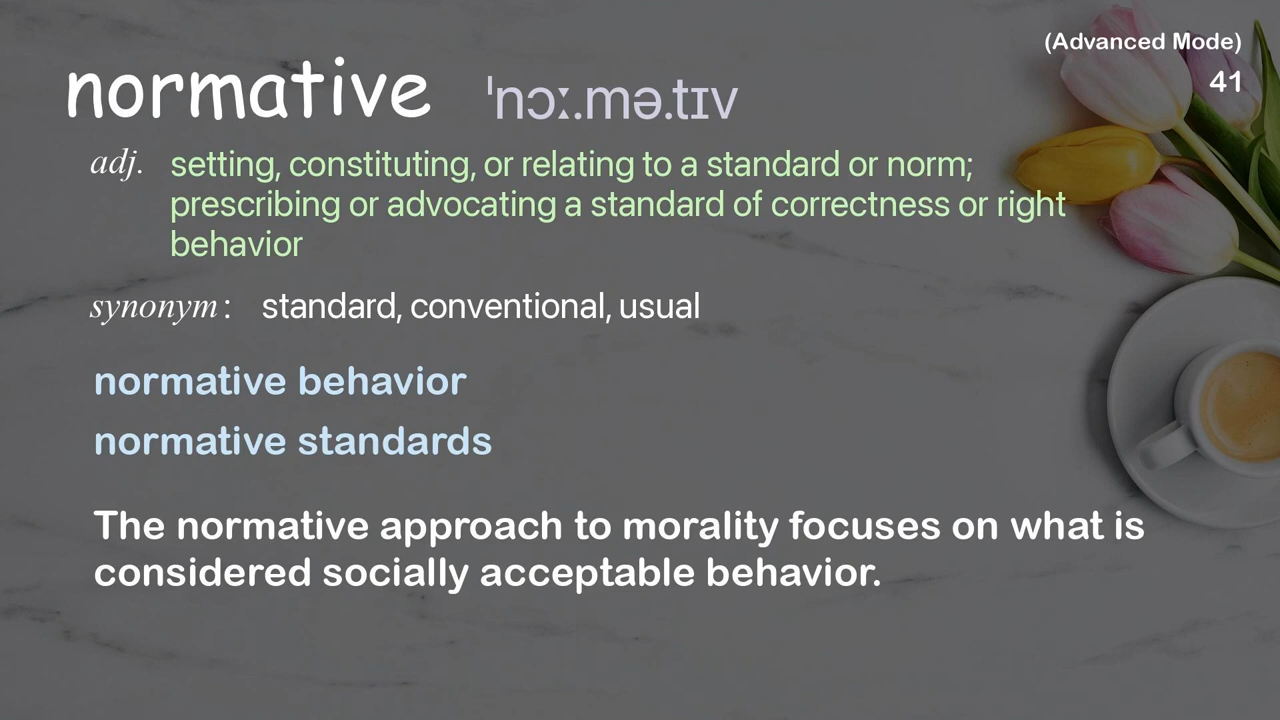 (Advanced Mode)
normative ˈnɔː.mə.tɪv
41
adj. setting, constituting, or relating to a standard or norm;
prescribing or advocating a standard of correctness or right
behavior
synonym : standard, conventional, usual
normative behavior
normative standards
The normative approach to morality focuses on what is
considered socially acceptable behavior.